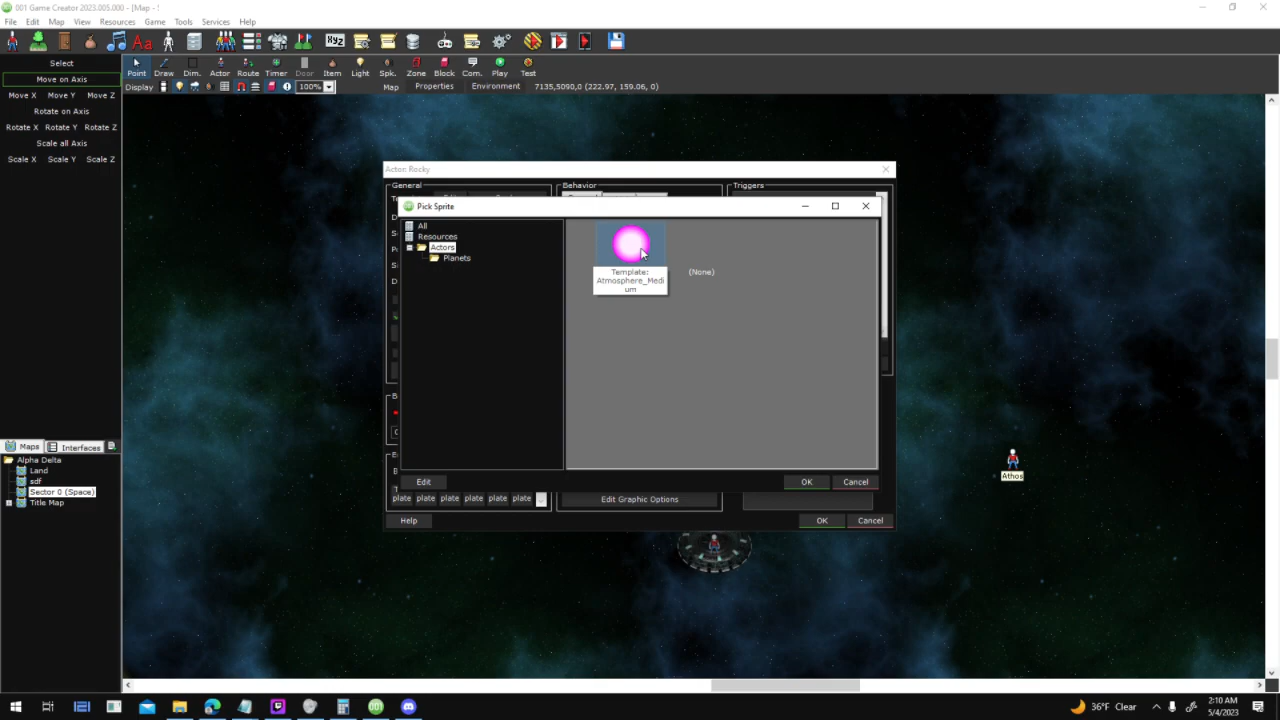 001 Game Creator 2023.005.000 - [Map - !
File Edit Map View Resources Game Tools Services Help
Aa XYZ
Select
Move on Axis
Move X Move Y Move Z
Rotate on Axis
Rotate X Rotate Y Rotate Z
Scale all Axis
Scale X Scale Y Scale Z
Point Draw Dim. Actor Route Timer Door Item Light Spk. Zone Block Com. Play Test
Display 100% Map Properties Environment 7135,5090,0 (222.97, 159.06, 0)
Actor: Rocky
General Behavior Triggers
Pick Sprite
All
Resources
Actors
Planets
Template:
Atmosphere_Medi
um
(None)
Edit OK Cancel
plate plate plate plate plate plate Edit Graphic Options
Help OK Cancel
Maps Interfaces
Alpha Delta
Land
sdf
Sector 0 (Space)
Title Map
Athos
36°F Clear
2:10 AM
5/4/2023